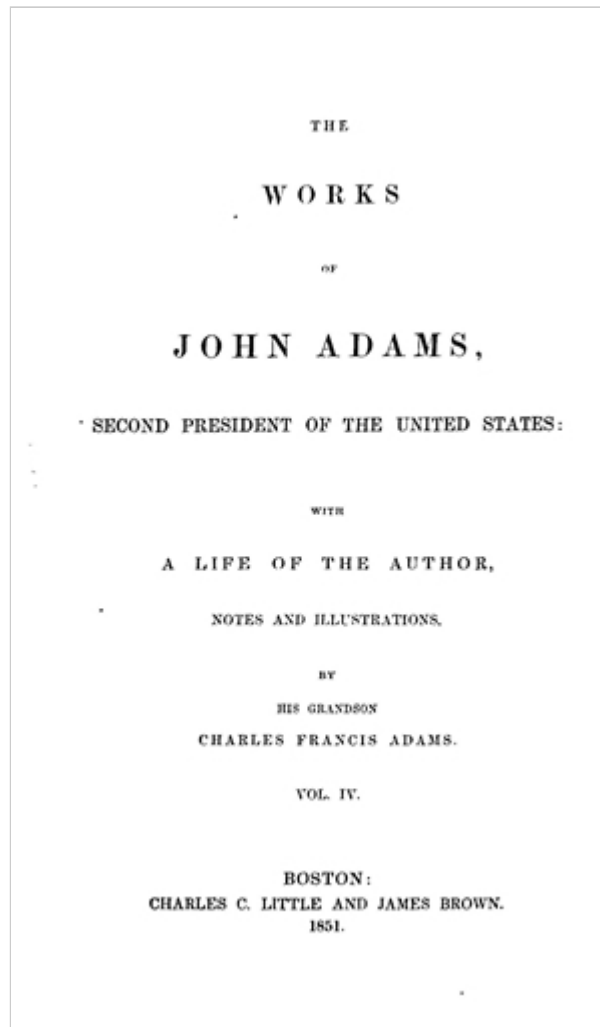 THE
WORKS
OF
JOHN ADAMS,
SECOND PRESIDENT OF THE UNITED STATES:
WITH
A LIFE OF THE AUTHOR,
NOTES AND ILLUSTRATIONS,
BY
HIS GRANDSON
CHARLES FRANCIS ADAMS.
VOL. IV.
BOSTON:
CHARLES C. LITTLE AND JAMES BROWN.
1851.